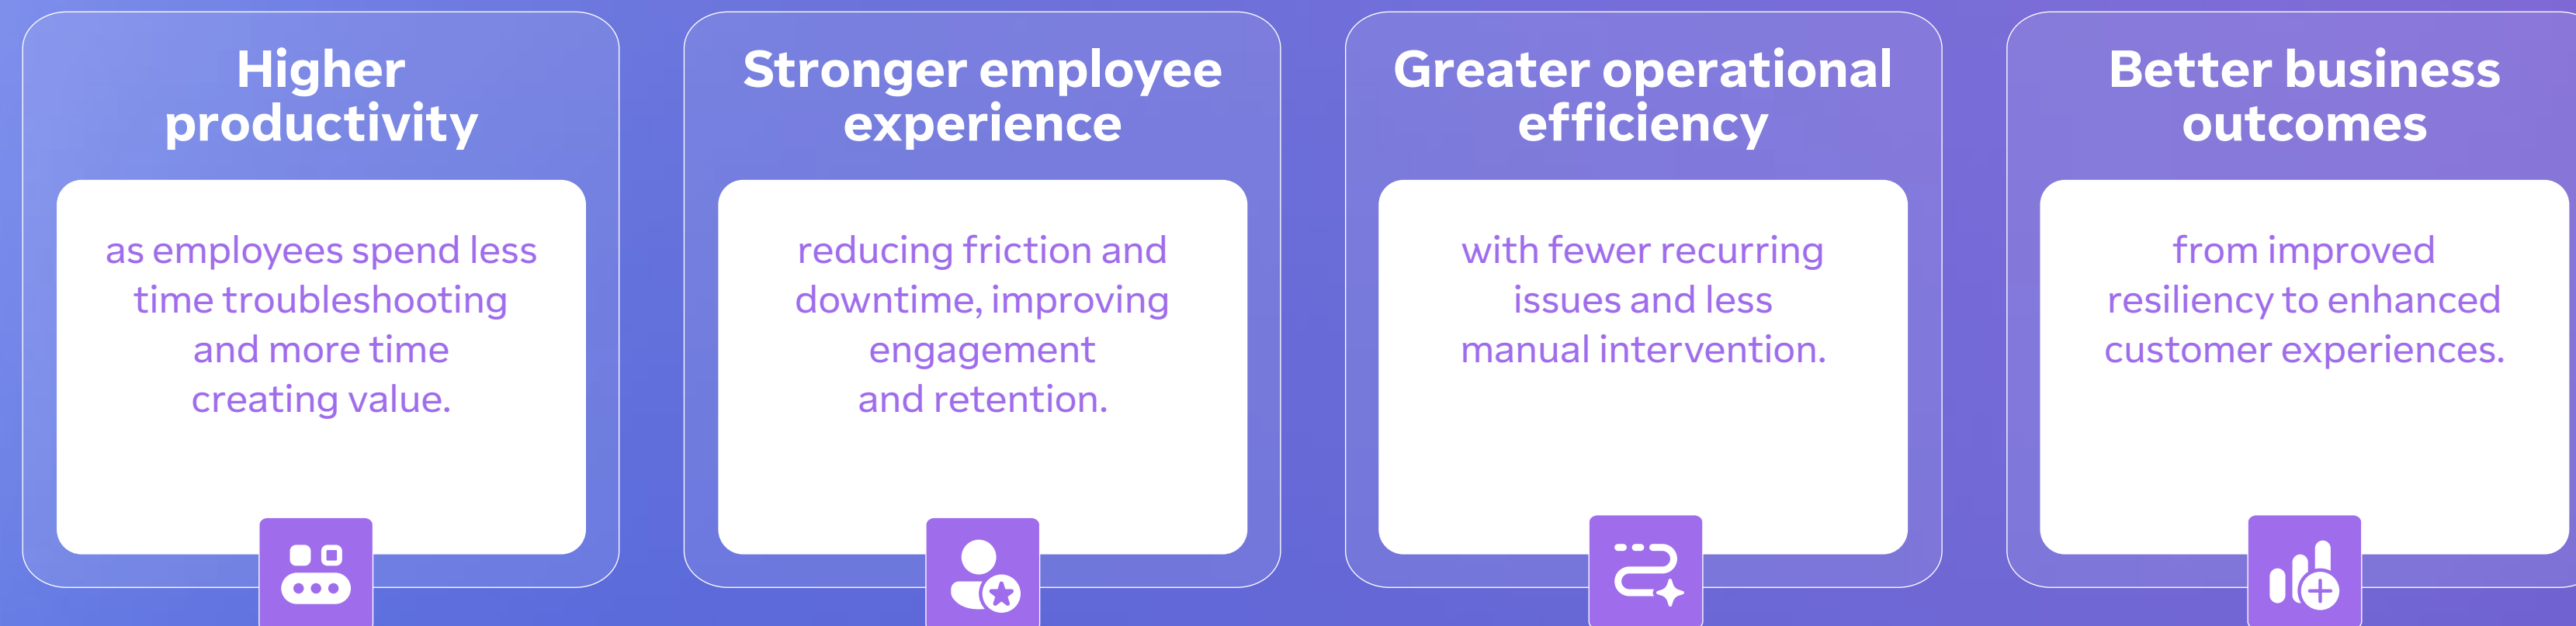 Higher
productivity
as employees spend less
time troubleshooting
and more time
creating value.
Stronger employee
experience
reducing friction and
downtime, improving
engagement
and retention.
Greater operational
efficiency
with fewer recurring
issues and less
manual intervention.
Better business
outcomes
from improved
resiliency to enhanced
customer experiences.